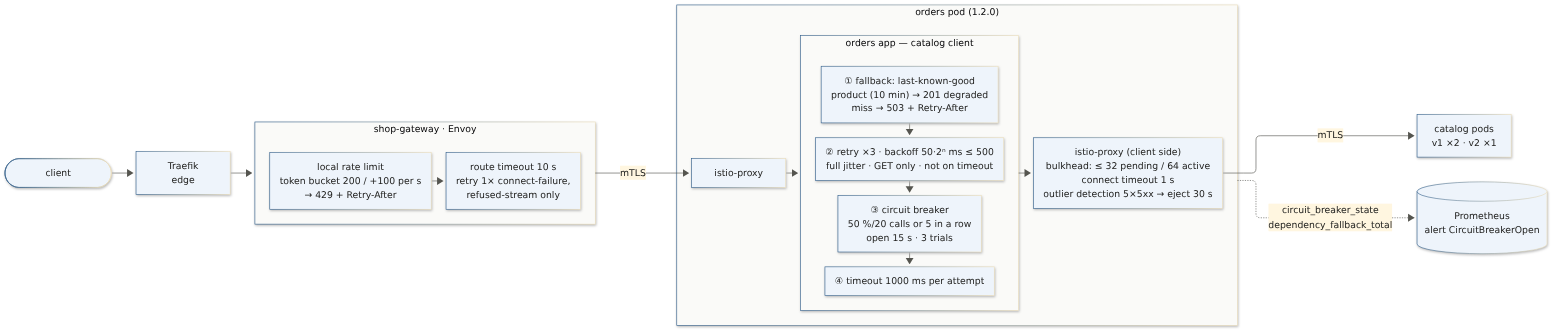 client
Traefik
edge
shop-gateway · Envoy
local rate limit
token bucket 200 / +100 per s
→ 429 + Retry-After
route timeout 10 s
retry 1× connect-failure,
refused-stream only
mTLS
orders pod (1.2.0)
istio-proxy
orders app — catalog client
① fallback: last-known-good
product (10 min) → 201 degraded
miss → 503 + Retry-After
② retry ×3 · backoff 50·2ⁿ ms ≤ 500
full jitter · GET only · not on timeout
③ circuit breaker
50 %/20 calls or 5 in a row
open 15 s · 3 trials
④ timeout 1000 ms per attempt
istio-proxy (client side)
bulkhead: ≤ 32 pending / 64 active
connect timeout 1 s
outlier detection 5×5xx → eject 30 s
mTLS
catalog pods
v1 ×2 · v2 ×1
circuit_breaker_state
dependency_fallback_total
Prometheus
alert CircuitBreakerOpen